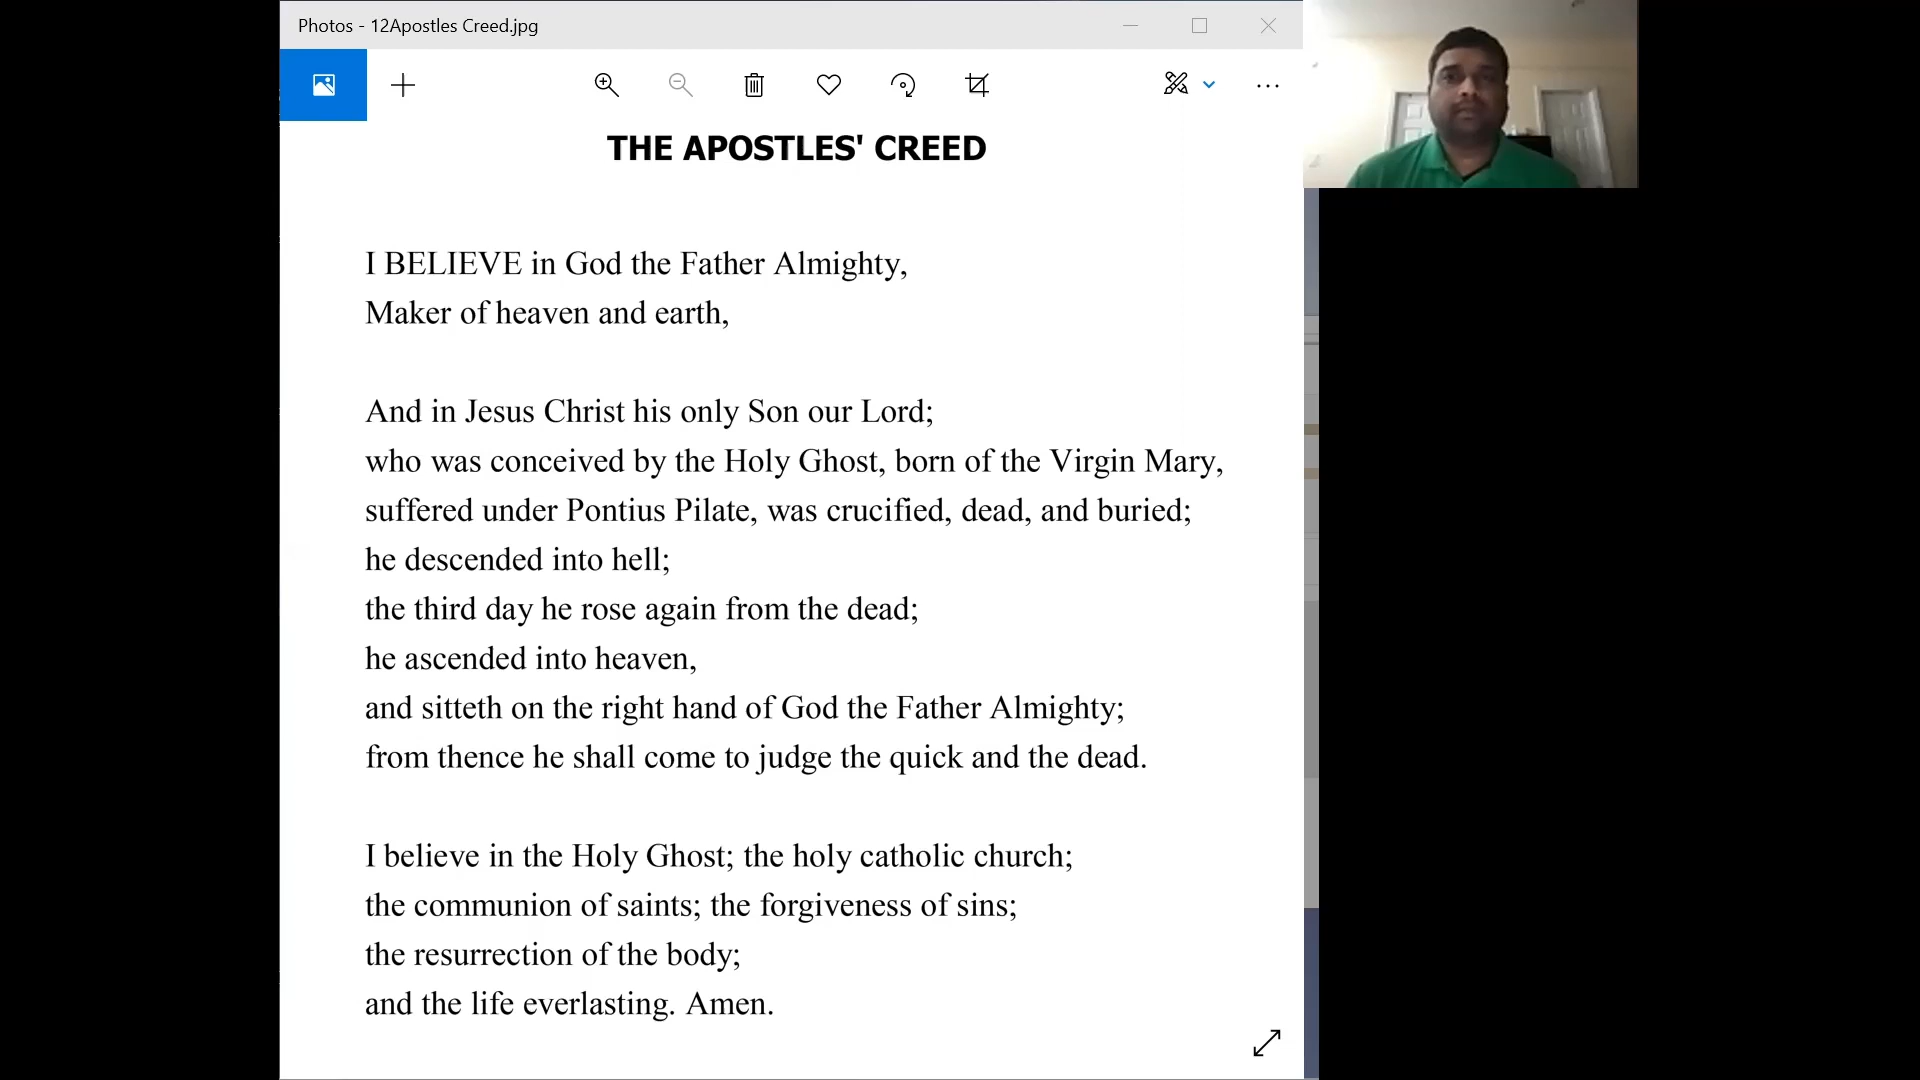 Photos - 12Apostles Creed.jpg
THE APOSTLES' CREED
I BELIEVE in God the Father Almighty,
Maker of heaven and earth,
And in Jesus Christ his only Son our Lord;
who was conceived by the Holy Ghost, born of the Virgin Mary,
suffered under Pontius Pilate, was crucified, dead, and buried;
he descended into hell;
the third day he rose again from the dead;
he ascended into heaven,
and sitteth on the right hand of God the Father Almighty;
from thence he shall come to judge the quick and the dead.
I believe in the Holy Ghost; the holy catholic church;
the communion of saints; the forgiveness of sins;
the resurrection of the body;
and the life everlasting. Amen.